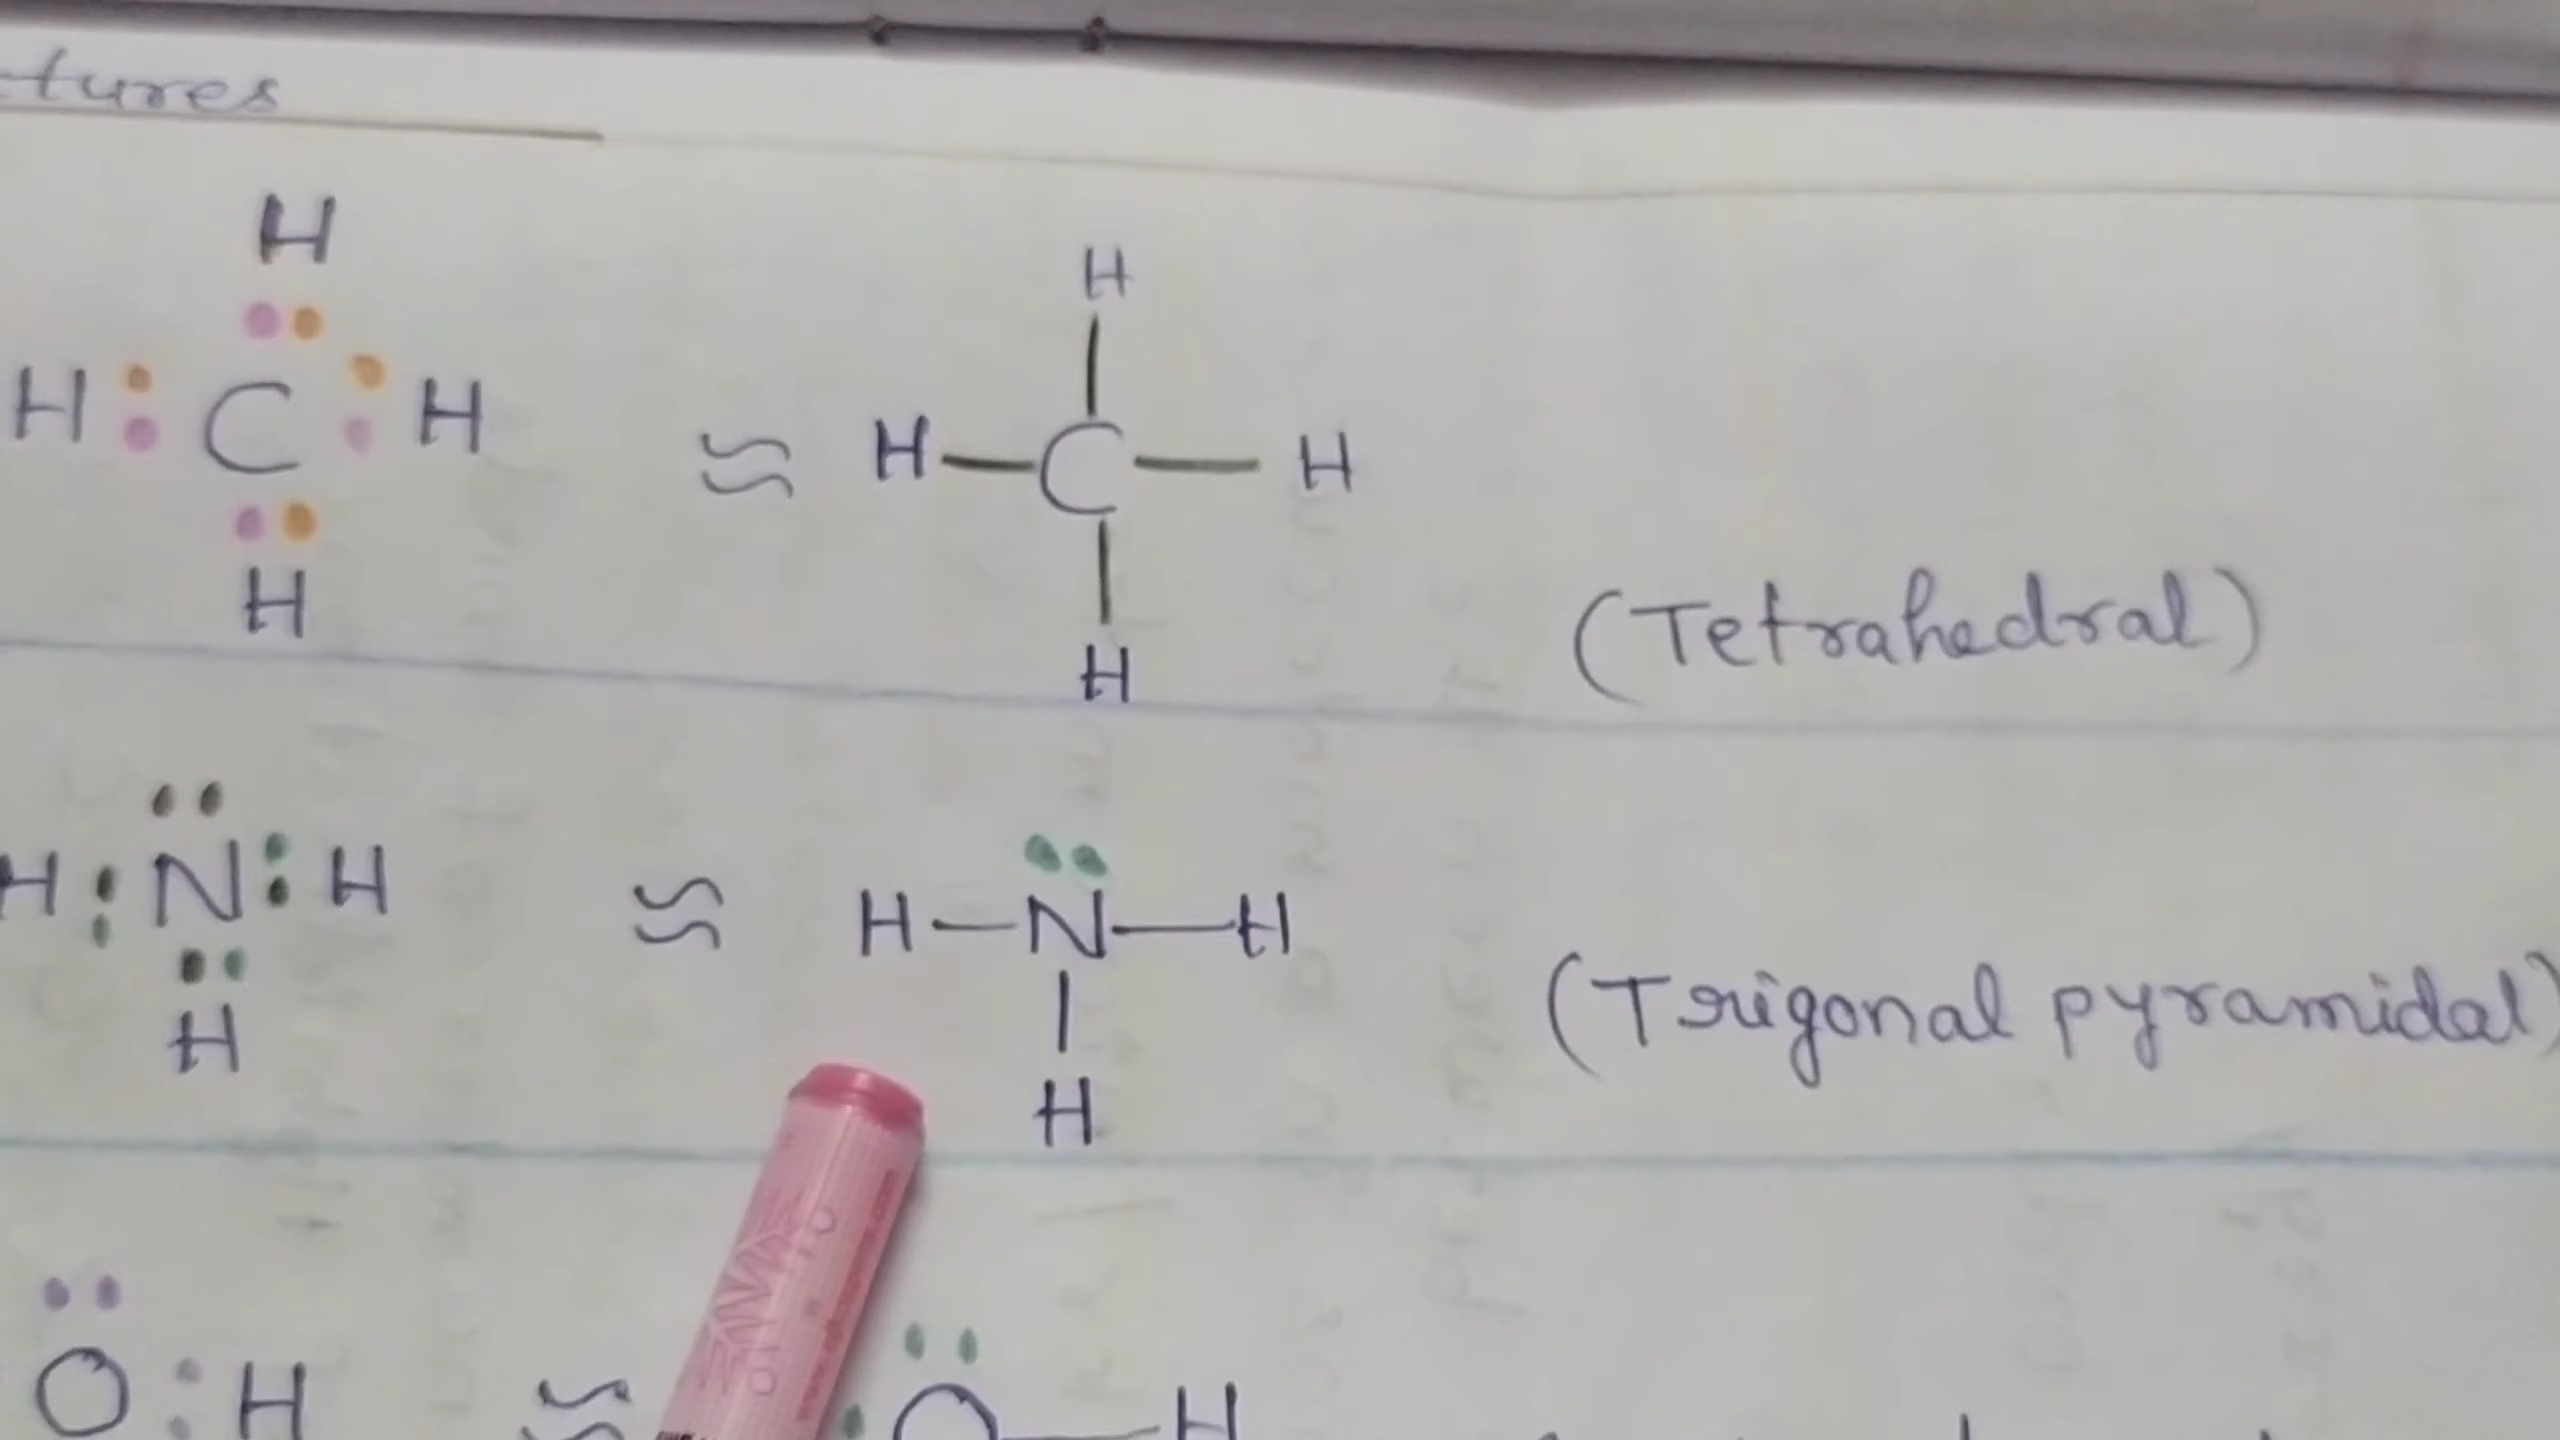 tures
H
H : C : H ≈ H—C—H
H
H
H
H
(Tetrahedral)
H : N : H ≈ H—N—H
(Trigonal pyramidal)
H
H
O : H ≈ O—H